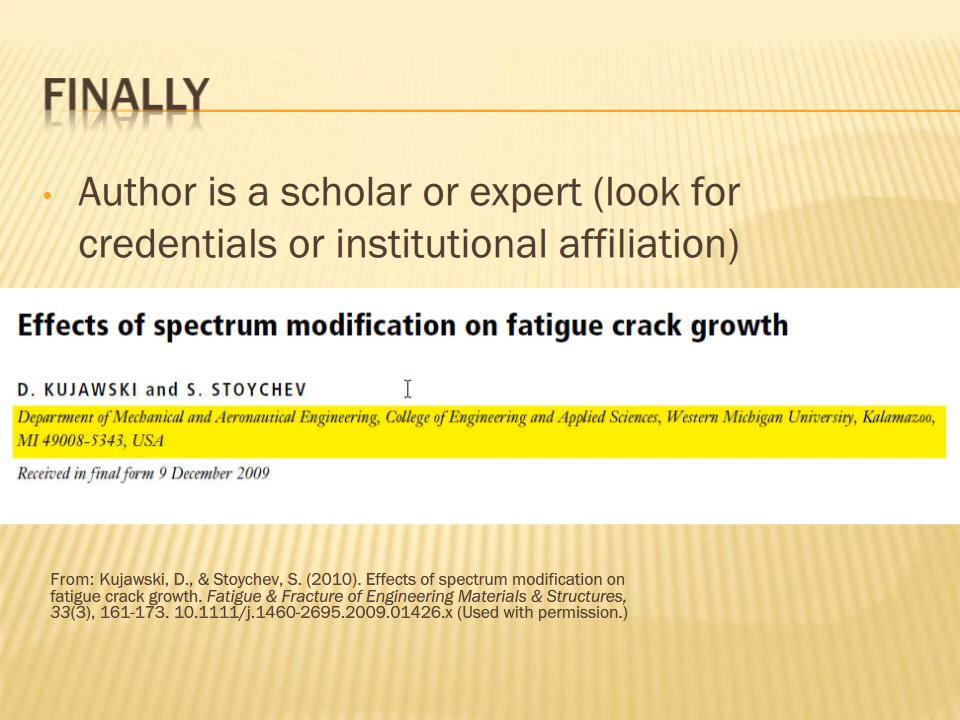 FINALLY
• Author is a scholar or expert (look for
credentials or institutional affiliation)
Effects of spectrum modification on fatigue crack growth
D. KUJAWSKI and S. STOYCHEV
Department of Mechanical and Aeronautical Engineering, College of Engineering and Applied Sciences, Western Michigan University, Kalamazoo,
MI 49008-5343, USA
Received in final form 9 December 2009
From: Kujawski, D., & Stoychev, S. (2010). Effects of spectrum modification on
fatigue crack growth. Fatigue & Fracture of Engineering Materials & Structures,
33(3), 161-173. 10.1111/j.1460-2695.2009.01426.x (Used with permission.)